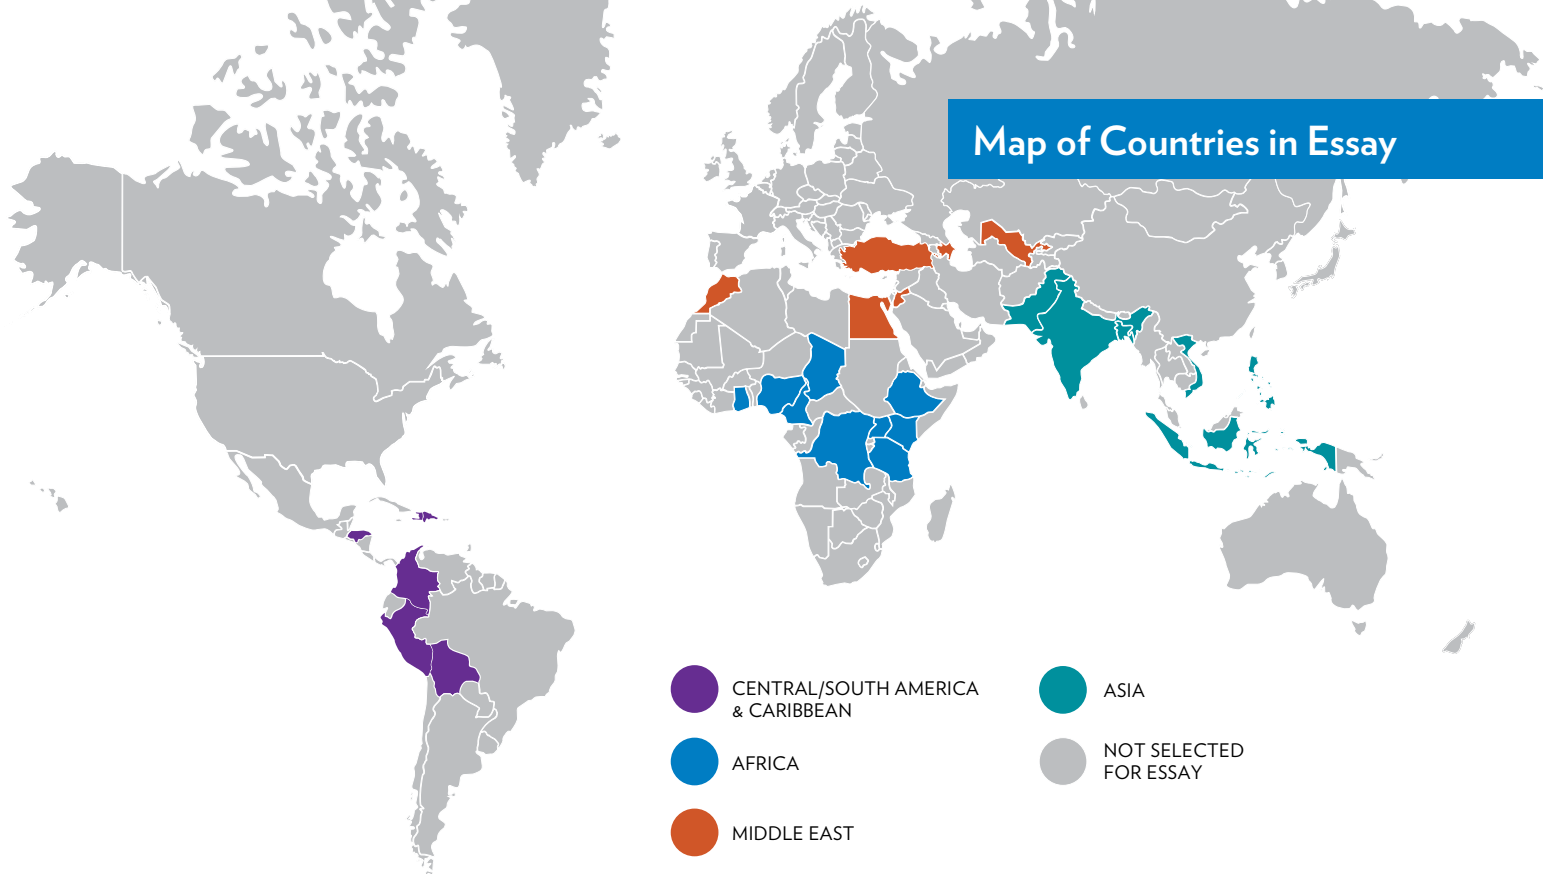 Map of Countries in Essay
CENTRAL/SOUTH AMERICA
& CARIBBEAN
AFRICA
MIDDLE EAST
ASIA
NOT SELECTED
FOR ESSAY